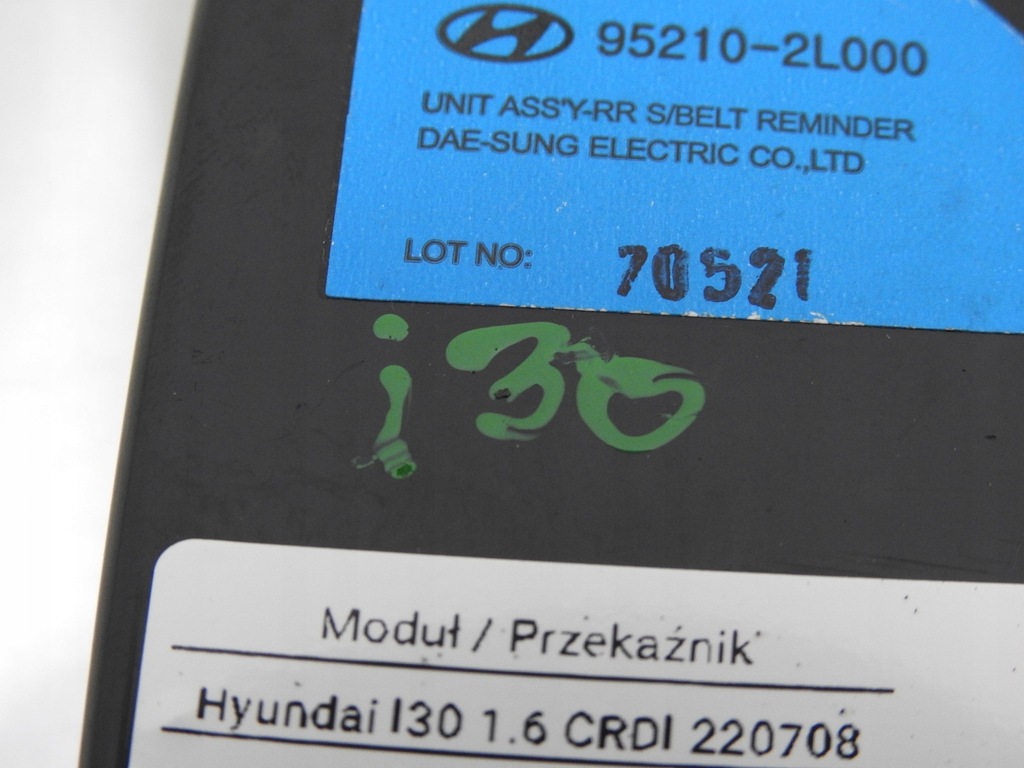 95210-2L000
UNIT ASS'Y-RR S/BELT REMINDER
DAE-SUNG ELECTRIC CO.,LTD
LOT NO: 70521
i30
Moduł / Przekaźnik
Hyundai I30 1.6 CRDI 220708